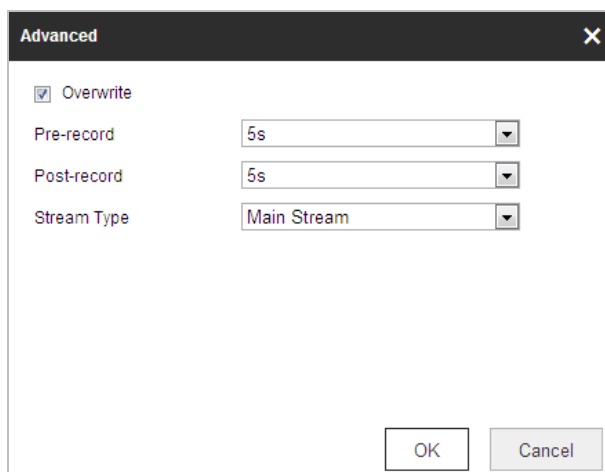 Advanced
Overwrite
Pre-record 5s
Post-record 5s
Stream Type Main Stream
OK Cancel